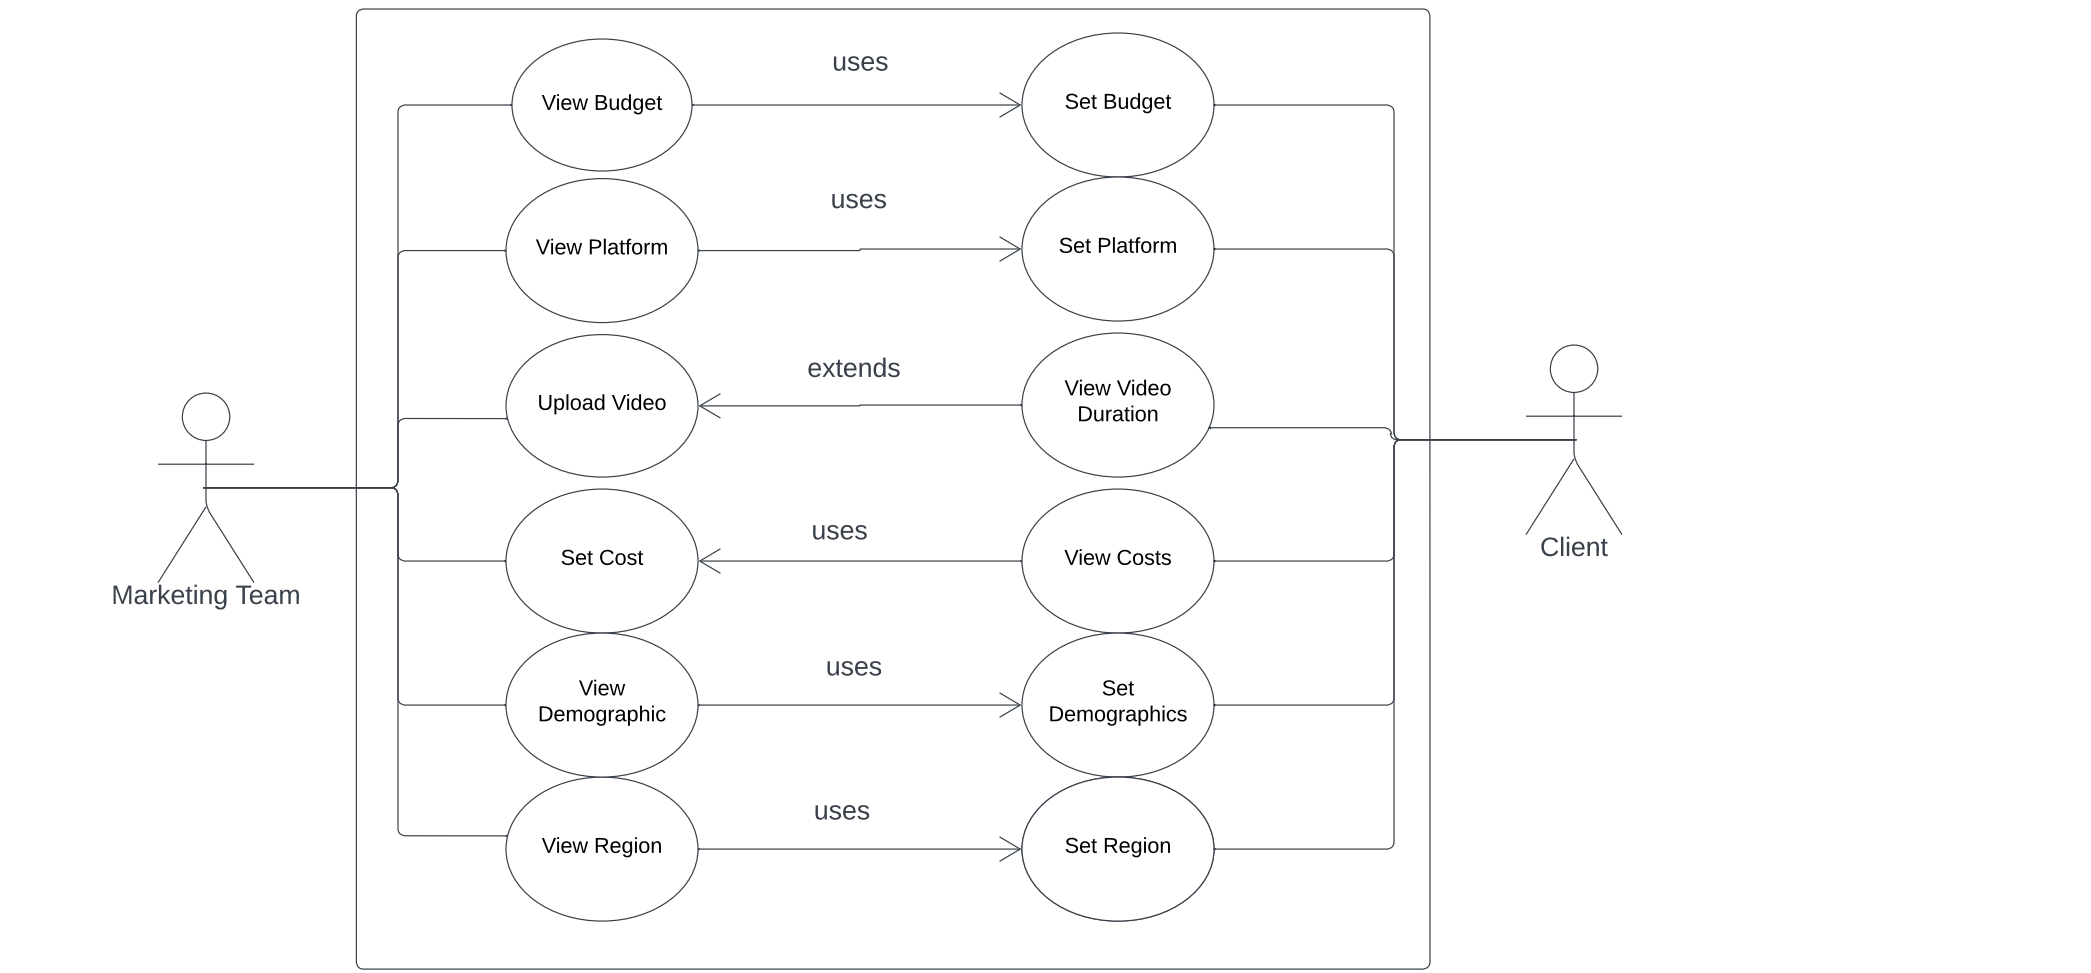 View Budget
uses
Set Budget
View Platform
uses
Set Platform
Upload Video
extends
View Video
Duration
Set Cost
uses
View Costs
Marketing Team
Client
View
Demographic
uses
Set
Demographics
View Region
uses
Set Region